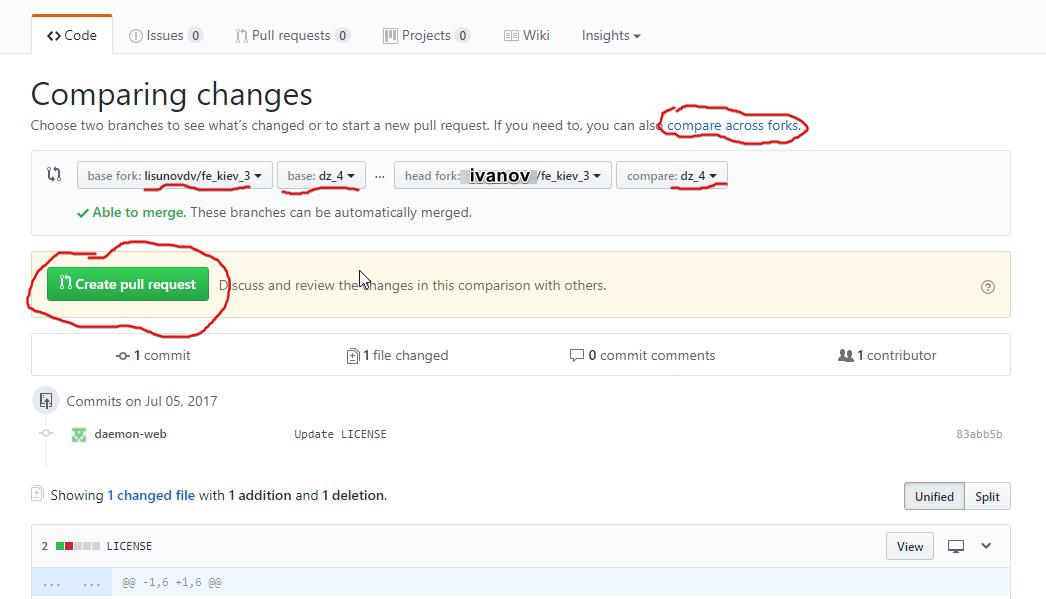 Code Issues 0 Pull requests 0 Projects 0 Wiki Insights
Comparing changes
Choose two branches to see what's changed or to start a new pull request. If you need to, you can also compare across forks.
base fork: lisunovdv/fe_kiev_3 base: dz_4 ... head fork: ivanov/fe_kiev_3 compare: dz_4
Able to merge. These branches can be automatically merged.
Create pull request Discuss and review the changes in this comparison with others.
1 commit 1 file changed 0 commit comments 1 contributor
Commits on Jul 05, 2017
daemon-web Update LICENSE 83abb5b
Showing 1 changed file with 1 addition and 1 deletion. Unified Split
2 LICENSE View
... ... @@ -1,6 +1,6 @@